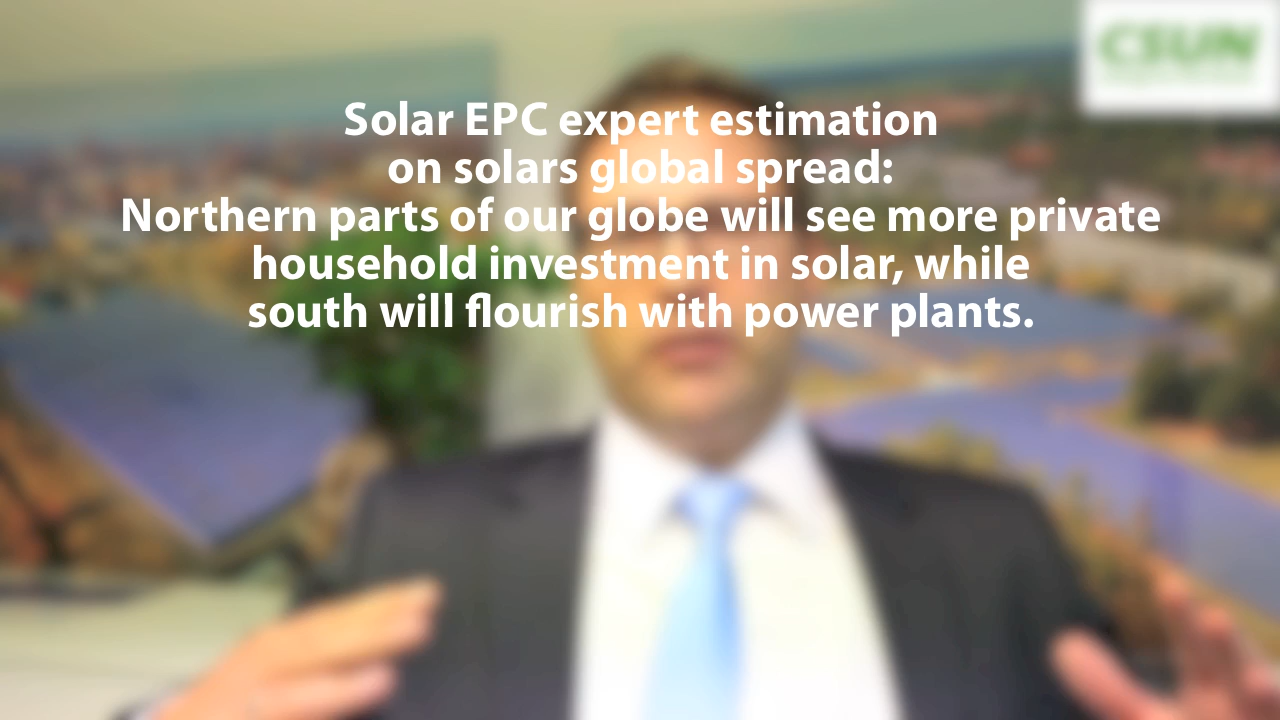 CSUN
Solar EPC expert estimation
on solars global spread:
Northern parts of our globe will see more private
household investment in solar, while
south will flourish with power plants.